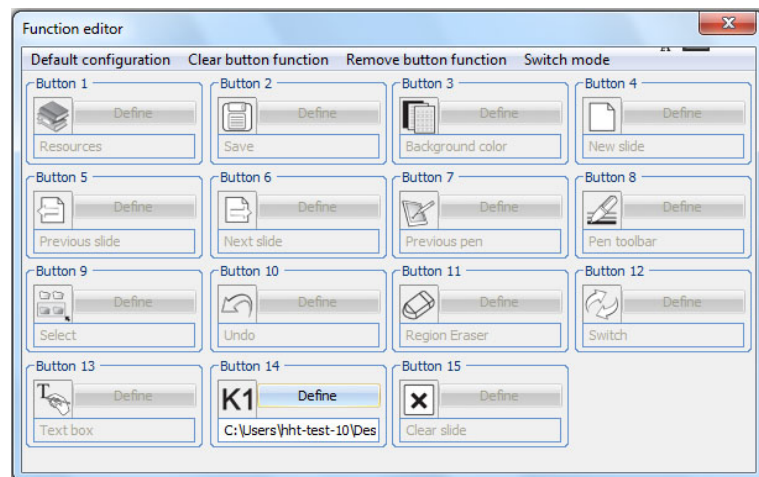 Function editor
Default configuration Clear button function Remove button function Switch mode
Button 1 Button 2 Button 3 Button 4
Define Define Define Define
Resources Save Background color New slide
Button 5 Button 6 Button 7 Button 8
Define Define Define Define
Previous slide Next slide Previous pen Pen toolbar
Button 9 Button 10 Button 11 Button 12
Define Define Define Define
Select Undo Region Eraser Switch
Button 13 Button 14 Button 15
T K1 Define Define Define
Text box C:\Users\hht-test-10\Des Clear slide